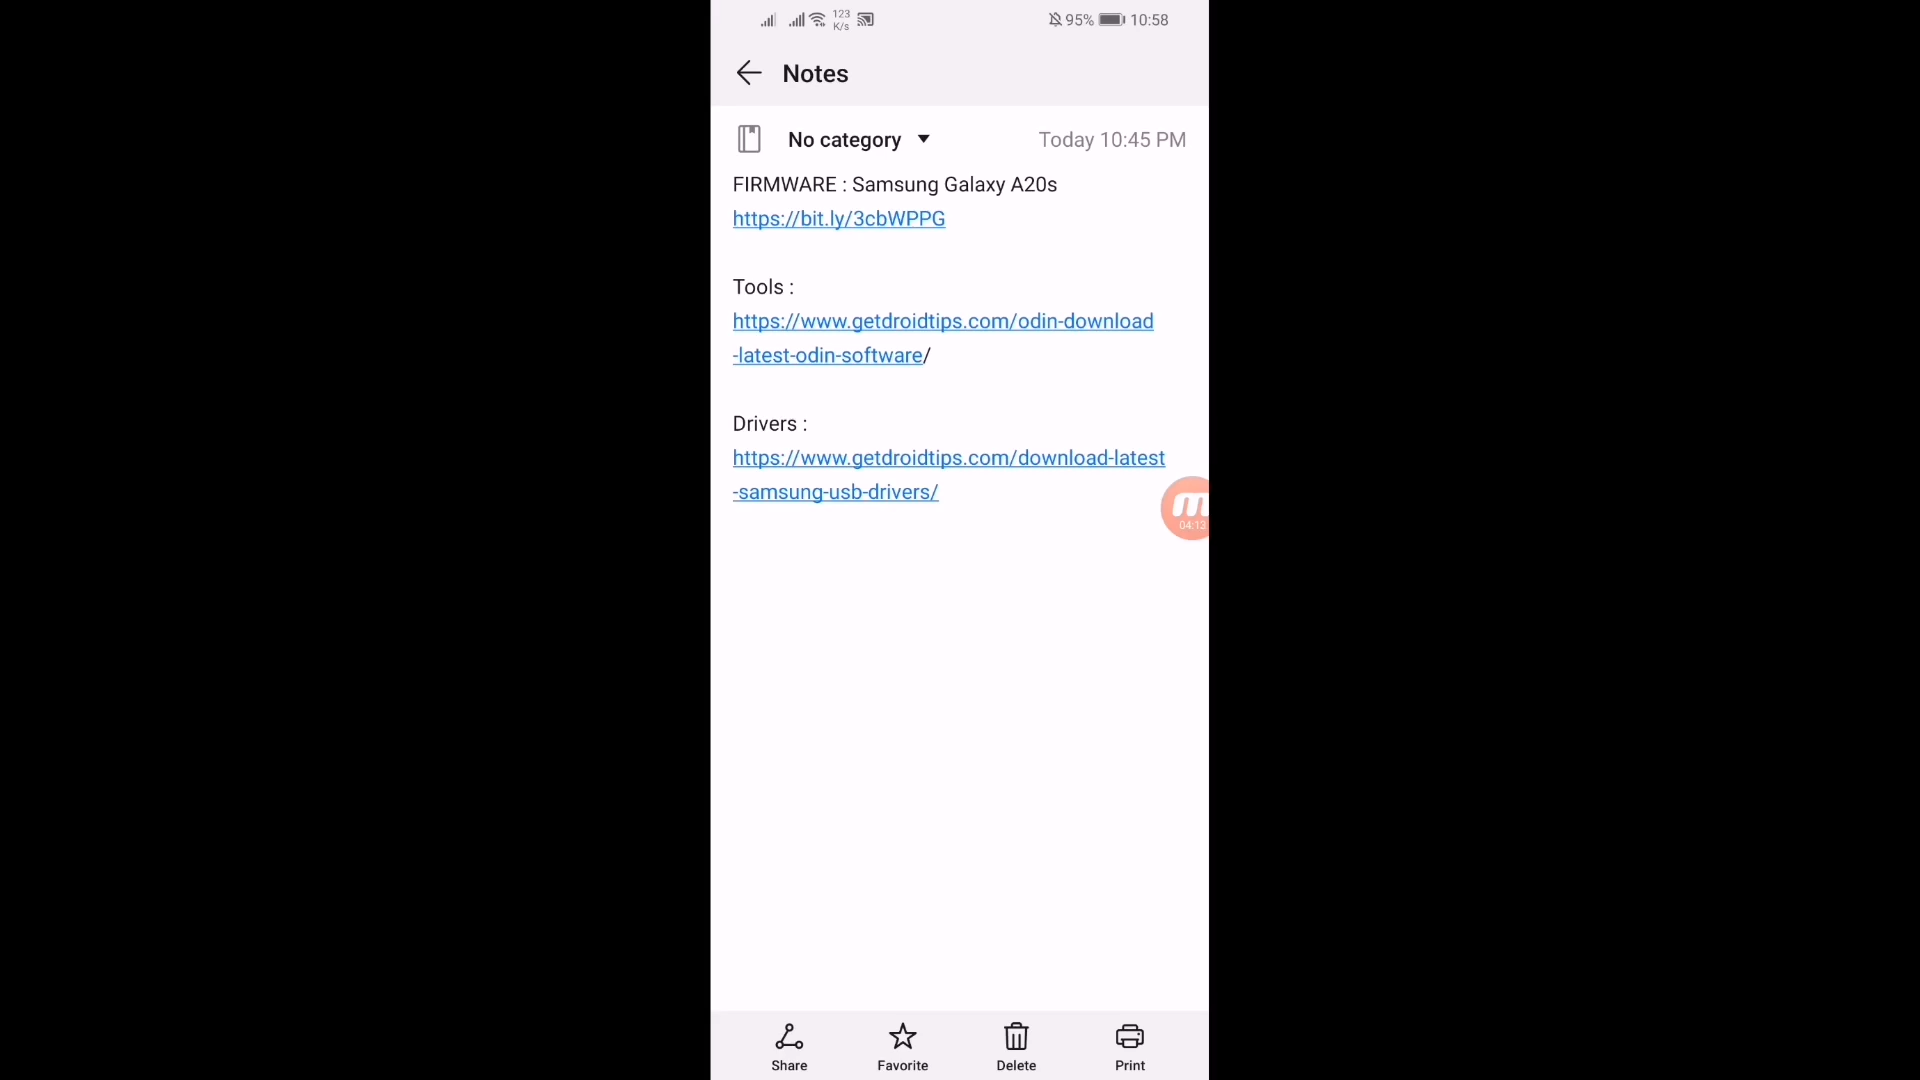 123
K/s
95%
10:58
Notes
No category
Today 10:45 PM
FIRMWARE : Samsung Galaxy A20s
https://bit.ly/3cbWPPG
Tools :
https://www.getdroidtips.com/odin-download
-latest-odin-software/
Drivers :
https://www.getdroidtips.com/download-latest
-samsung-usb-drivers/
04:13
Share
Favorite
Delete
Print